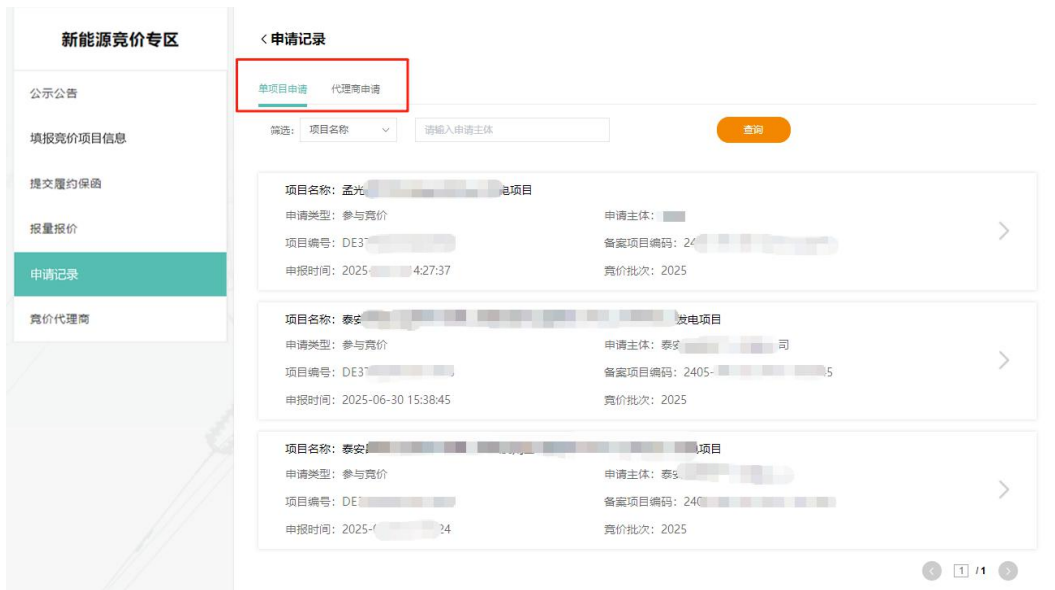 新能源竞价专区
公示公告
填报竞价项目信息
提交履约保函
报量报价
申请记录
竞价代理商
申请记录
单项目申请 代理商申请
筛选: 项目名称 请输入申请主体 查询
项目名称: 孟光 电项目
申请类型: 参与竞价 申请主体:
项目编号: DE3 备案项目编码: 24
申报时间: 2025- 4:27:37 竞价批次: 2025
项目名称: 泰安 发电项目
申请类型: 参与竞价 申请主体: 泰安 司
项目编号: DE37 备案项目编码: 2405- 5
申报时间: 2025-06-30 15:38:45 竞价批次: 2025
项目名称: 泰安 电项目
申请类型: 参与竞价 申请主体: 泰安
项目编号: DE 备案项目编码: 240
申报时间: 2025- 24 竞价批次: 2025
1 /1